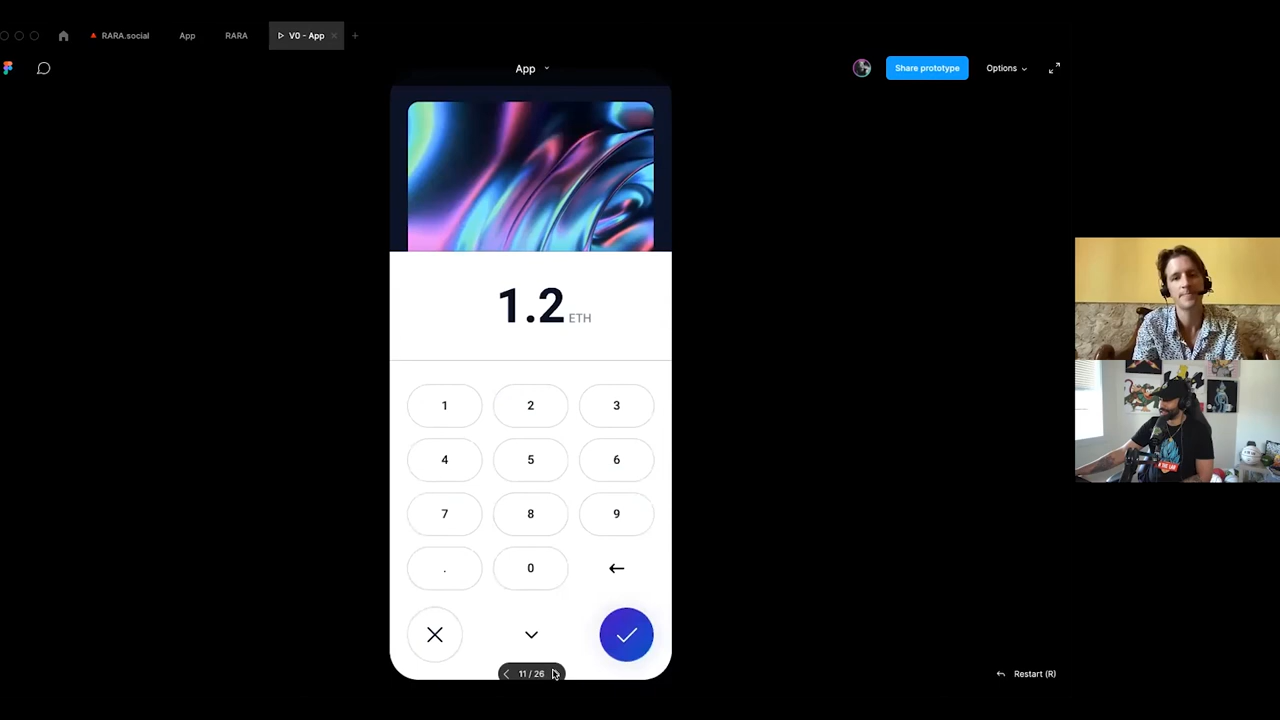 RARA.social App RARA V0 - App
App
Share prototype
Options
1.2 ETH
1 2 3
4 5 6
7 8 9
. 0
11 / 26
Restart (R)